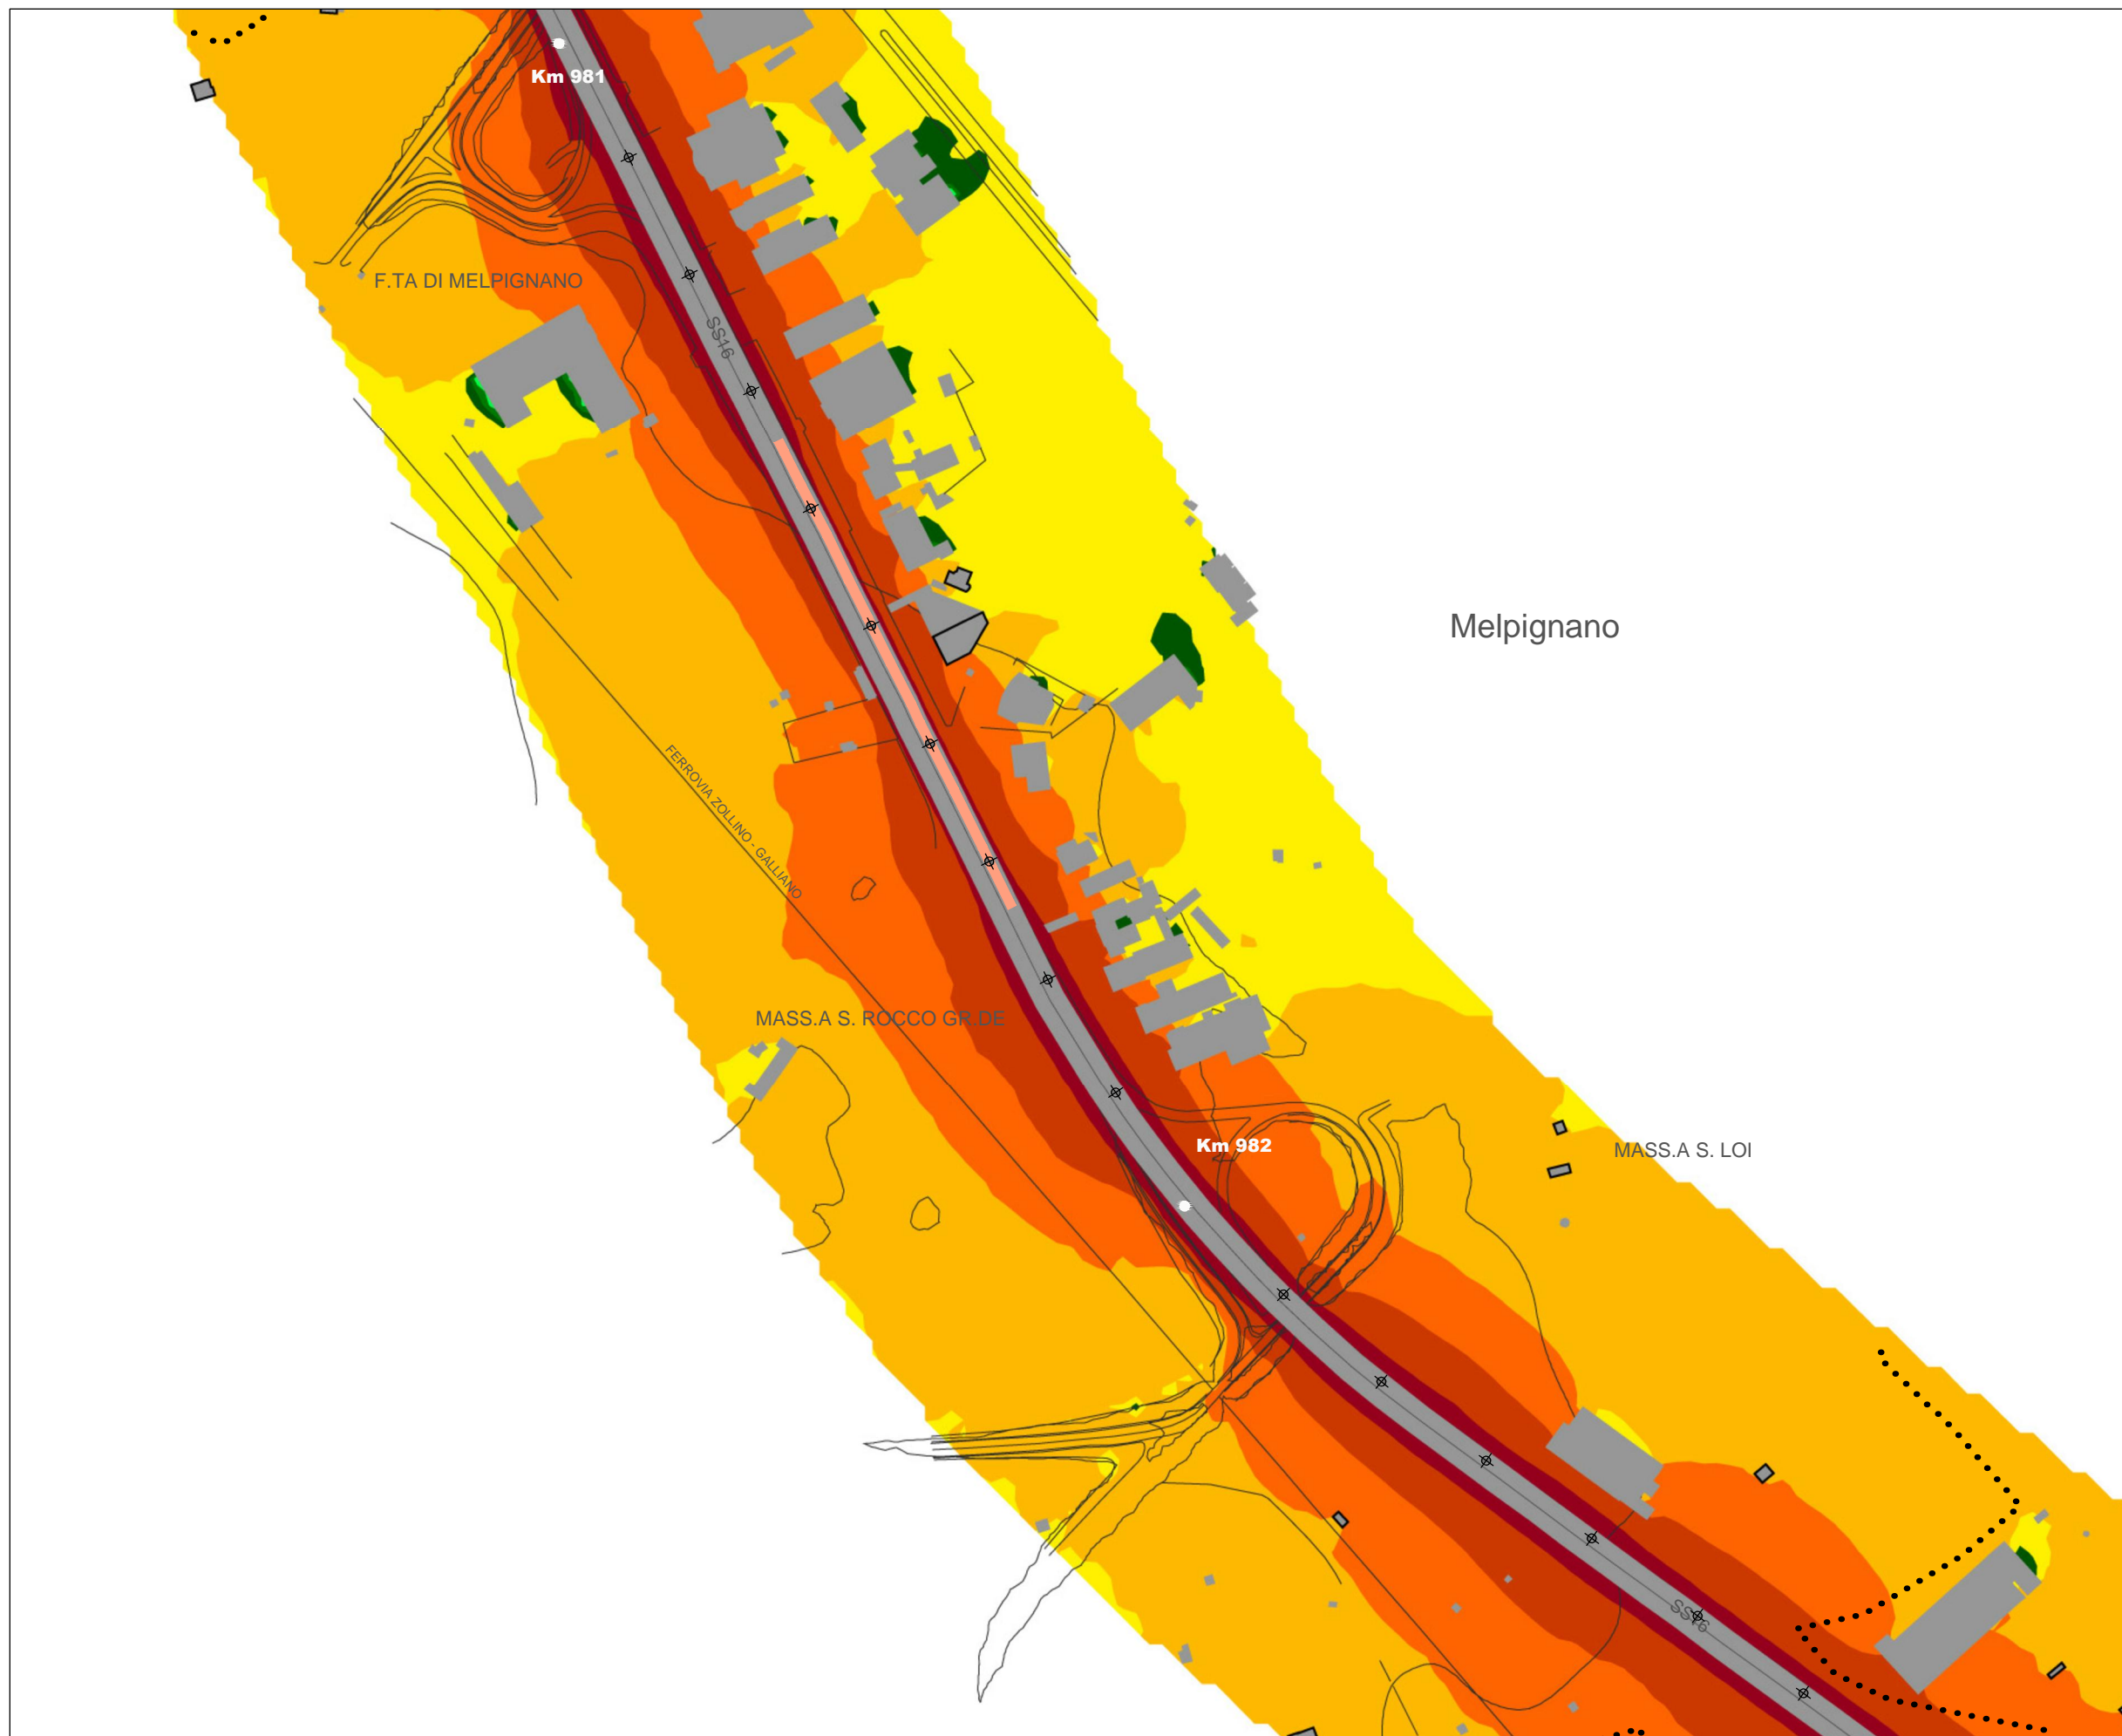 Km 981
F.TA DI MELPIGNANO
SS16
Melpignano
FERROVIA ZOLLINO - GALLIANO
MASS.A S. ROCCO GR.DE
Km 982
MASS.A S. LOI
SS16